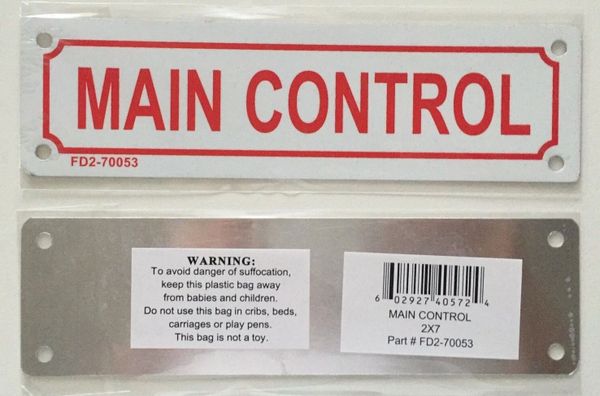 MAIN CONTROL
FD2-70053
WARNING:
To avoid danger of suffocation,
keep this plastic bag away
from babies and children.
Do not use this bag in cribs, beds,
carriages or play pens.
This bag is not a toy.
6 02927 40572 4
MAIN CONTROL
2X7
Part # FD2-70053